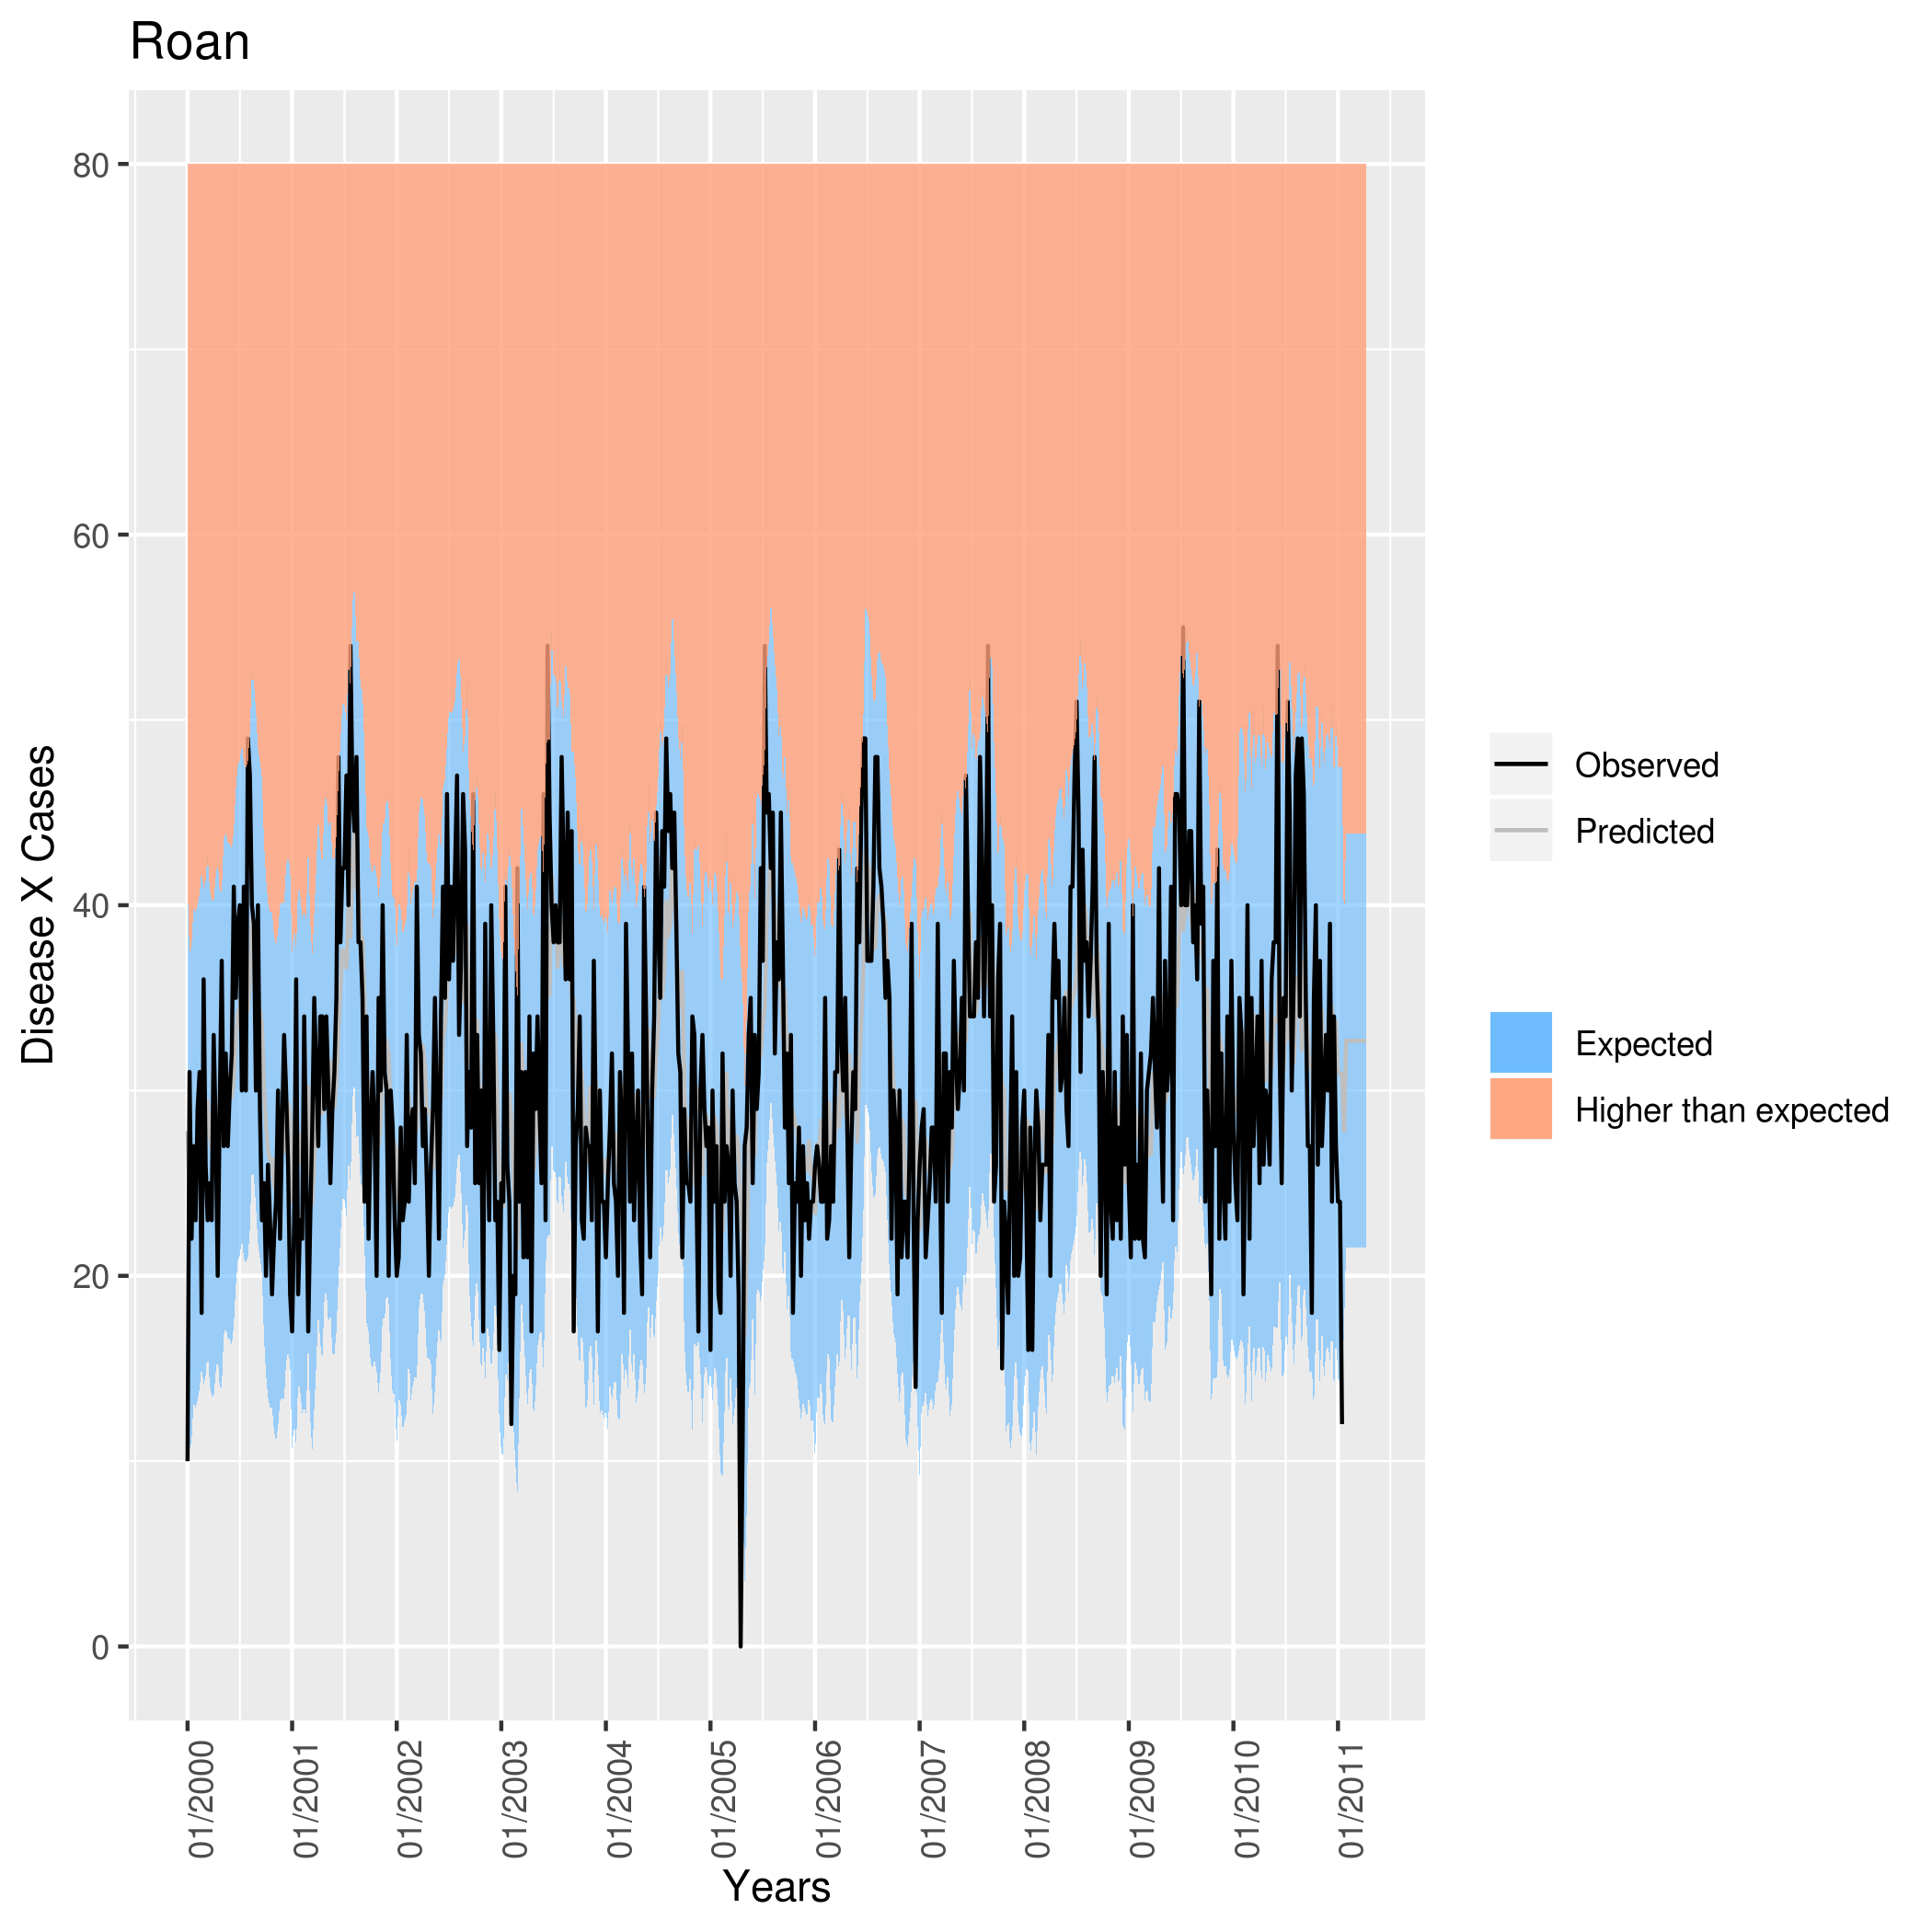 Roan
80
60
40
20
0
Disease X Cases
01/2000
01/2001
01/2002
01/2003
01/2004
01/2005
01/2006
01/2007
01/2008
01/2009
01/2010
01/2011
Years
Observed
Predicted
Expected
Higher than expected